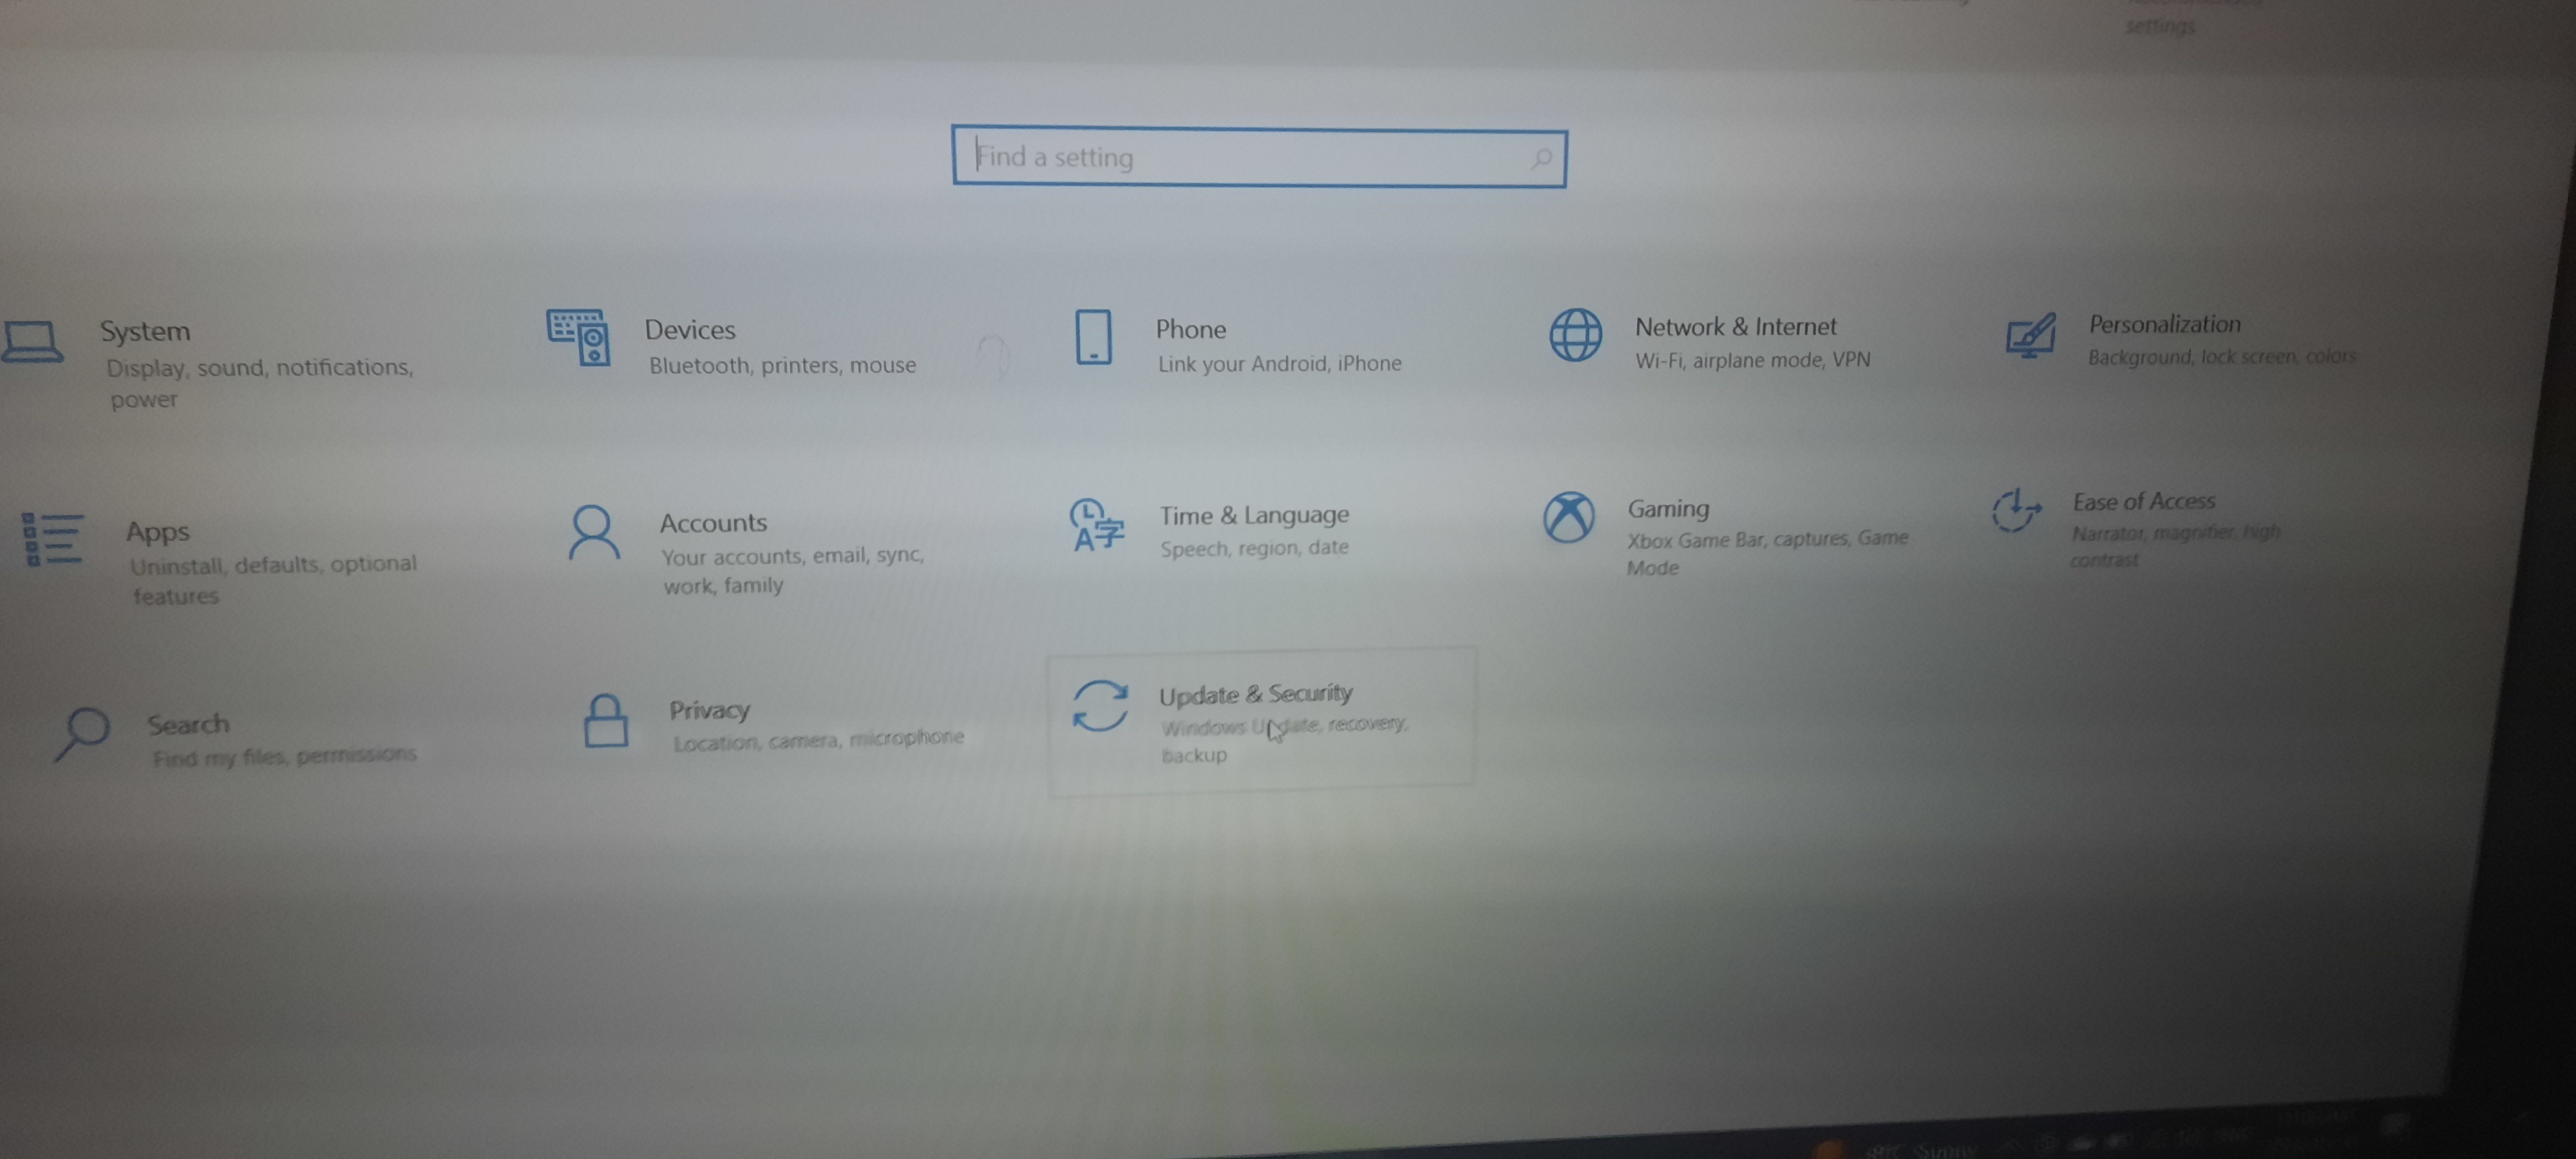 settings
Find a setting
System
Display, sound, notifications,
power
Devices
Bluetooth, printers, mouse
Phone
Link your Android, iPhone
Network & Internet
Wi-Fi, airplane mode, VPN
Personalization
Background, lock screen, colors
Apps
Uninstall, defaults, optional
features
Accounts
Your accounts, email, sync,
work, family
Time & Language
Speech, region, date
Gaming
Xbox Game Bar, captures, Game
Mode
Ease of Access
Narrator, magnifier, high
contrast
Search
Find my files, permissions
Privacy
Location, camera, microphone
Update & Security
Windows Update, recovery,
backup
Sunny